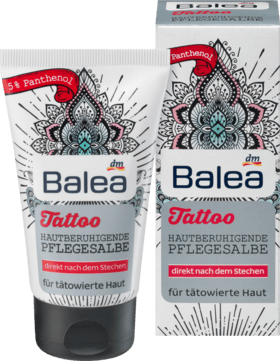 5% Panthenol
dm
Balea
Tattoo
HAUTBERUHIGENDE
PFLEGESALBE
direkt nach dem Stechen
für tätowierte Haut
Panthenol
dm
Balea
Tattoo
HAUTBERUHIGENDE
PFLEGESALBE
direkt nach dem Stechen
für tätowierte Haut